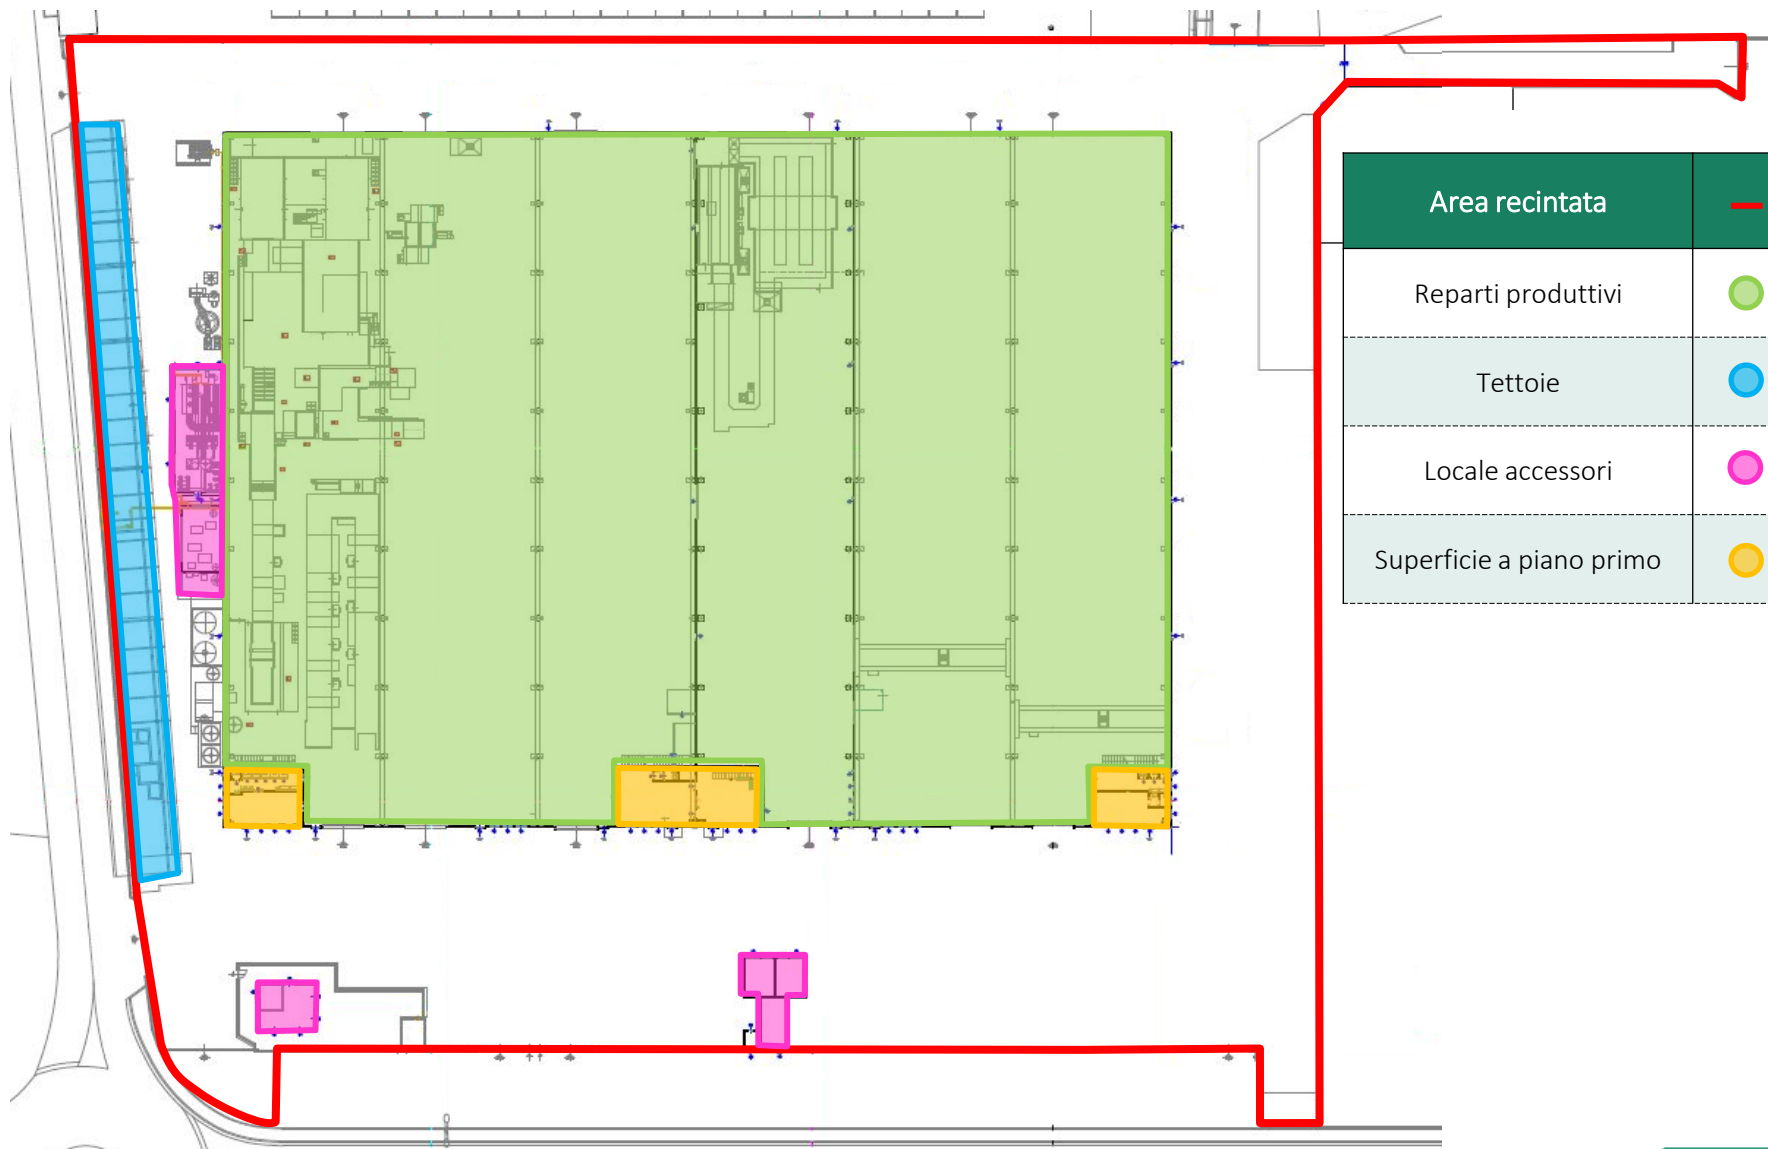 Area recintata
Reparti produttivi
Tettoie
Locale accessori
Superficie a piano primo